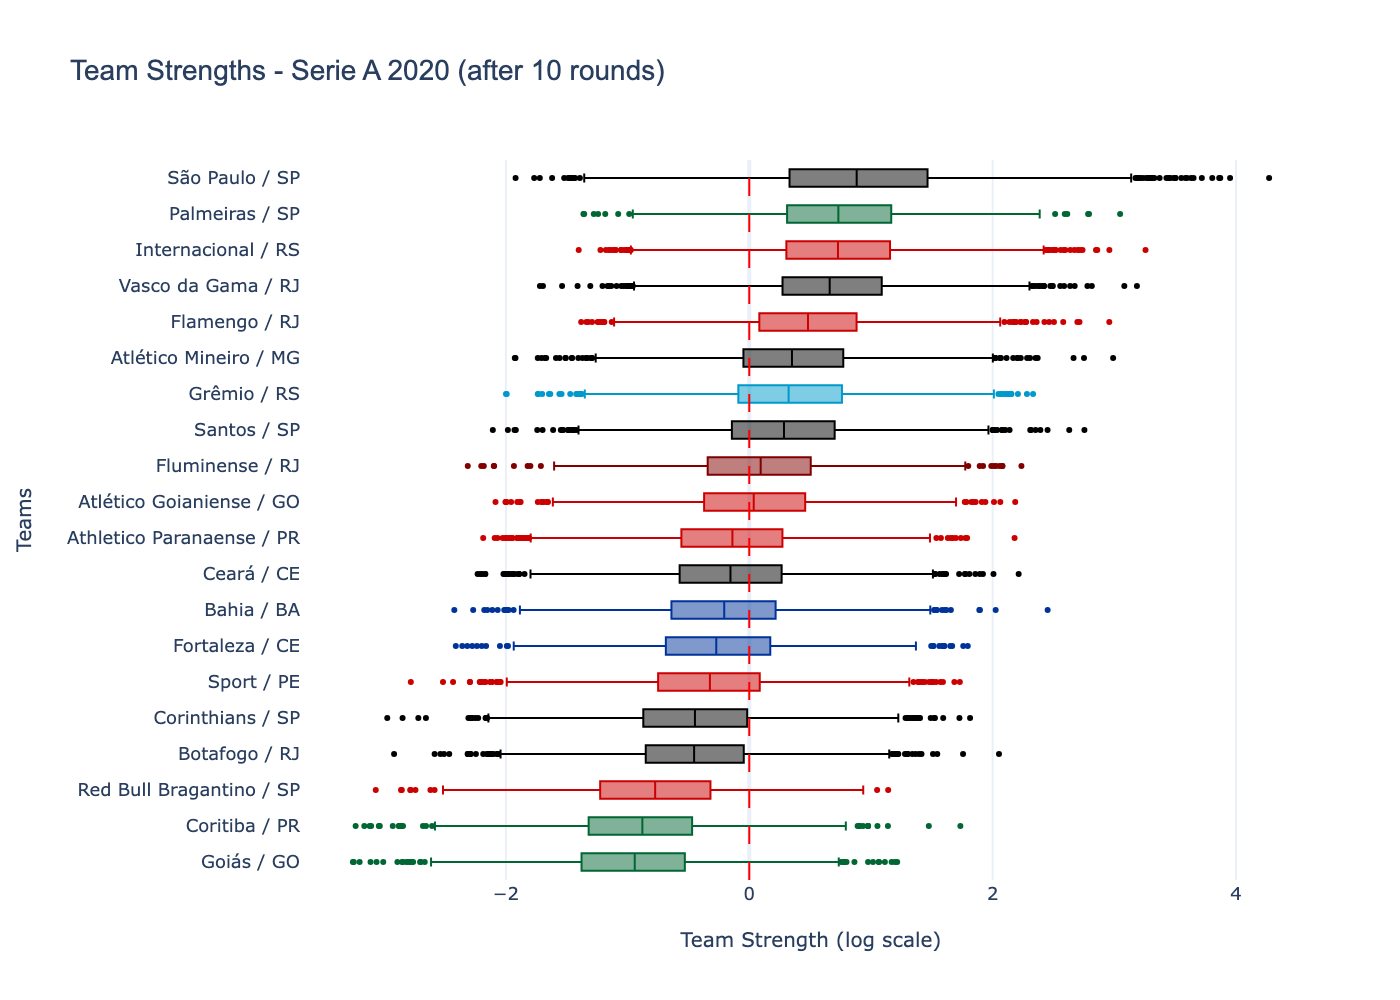 Team Strengths - Serie A 2020 (after 10 rounds)
São Paulo / SP
Palmeiras / SP
Internacional / RS
Vasco da Gama / RJ
Flamengo / RJ
Atlético Mineiro / MG
Grêmio / RS
Santos / SP
Fluminense / RJ
Atlético Goianiense / GO
Athletico Paranaense / PR
Ceará / CE
Bahia / BA
Fortaleza / CE
Sport / PE
Corinthians / SP
Botafogo / RJ
Red Bull Bragantino / SP
Coritiba / PR
Goiás / GO
Teams
−2 0 2 4
Team Strength (log scale)